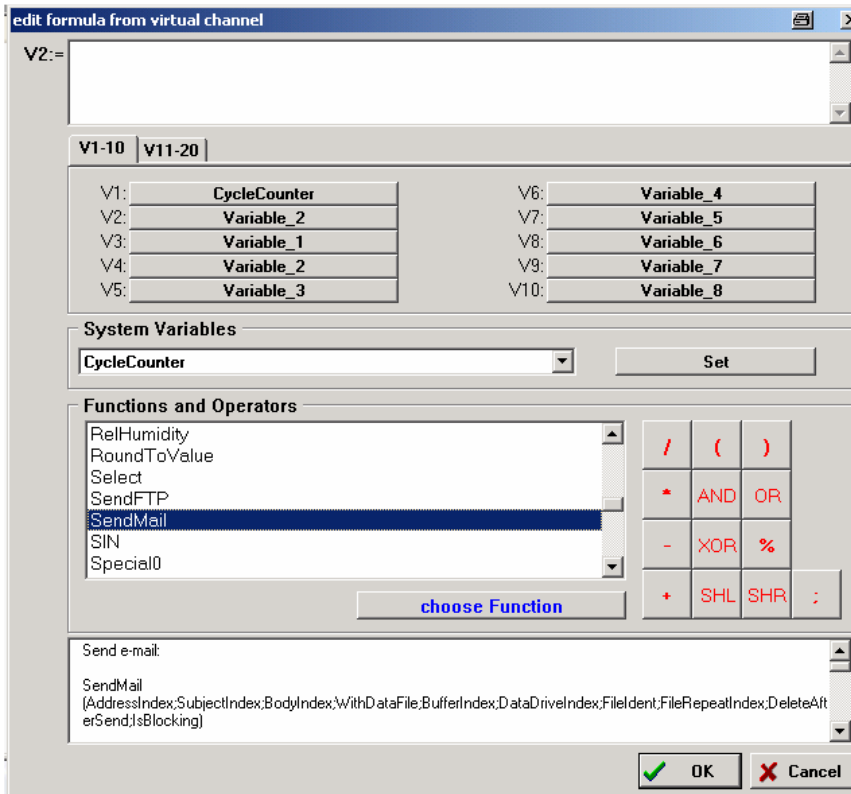 edit formula from virtual channel
V2:=
V1-10 V11-20
V1: CycleCounter V6: Variable_4
V2: Variable_2 V7: Variable_5
V3: Variable_1 V8: Variable_6
V4: Variable_2 V9: Variable_7
V5: Variable_3 V10: Variable_8
System Variables
CycleCounter Set
Functions and Operators
RelHumidity
RoundToValue
Select
SendFTP
SendMail
SIN
Special0
/ ( )
* AND OR
- XOR %
+ SHL SHR ;
choose Function
Send e-mail:
SendMail
(AddressIndex;SubjectIndex;BodyIndex;WithDataFile;BufferIndex;DataDriveIndex;FileIdent;FileRepeatIndex;DeleteAft
erSend;IsBlocking)
OK Cancel